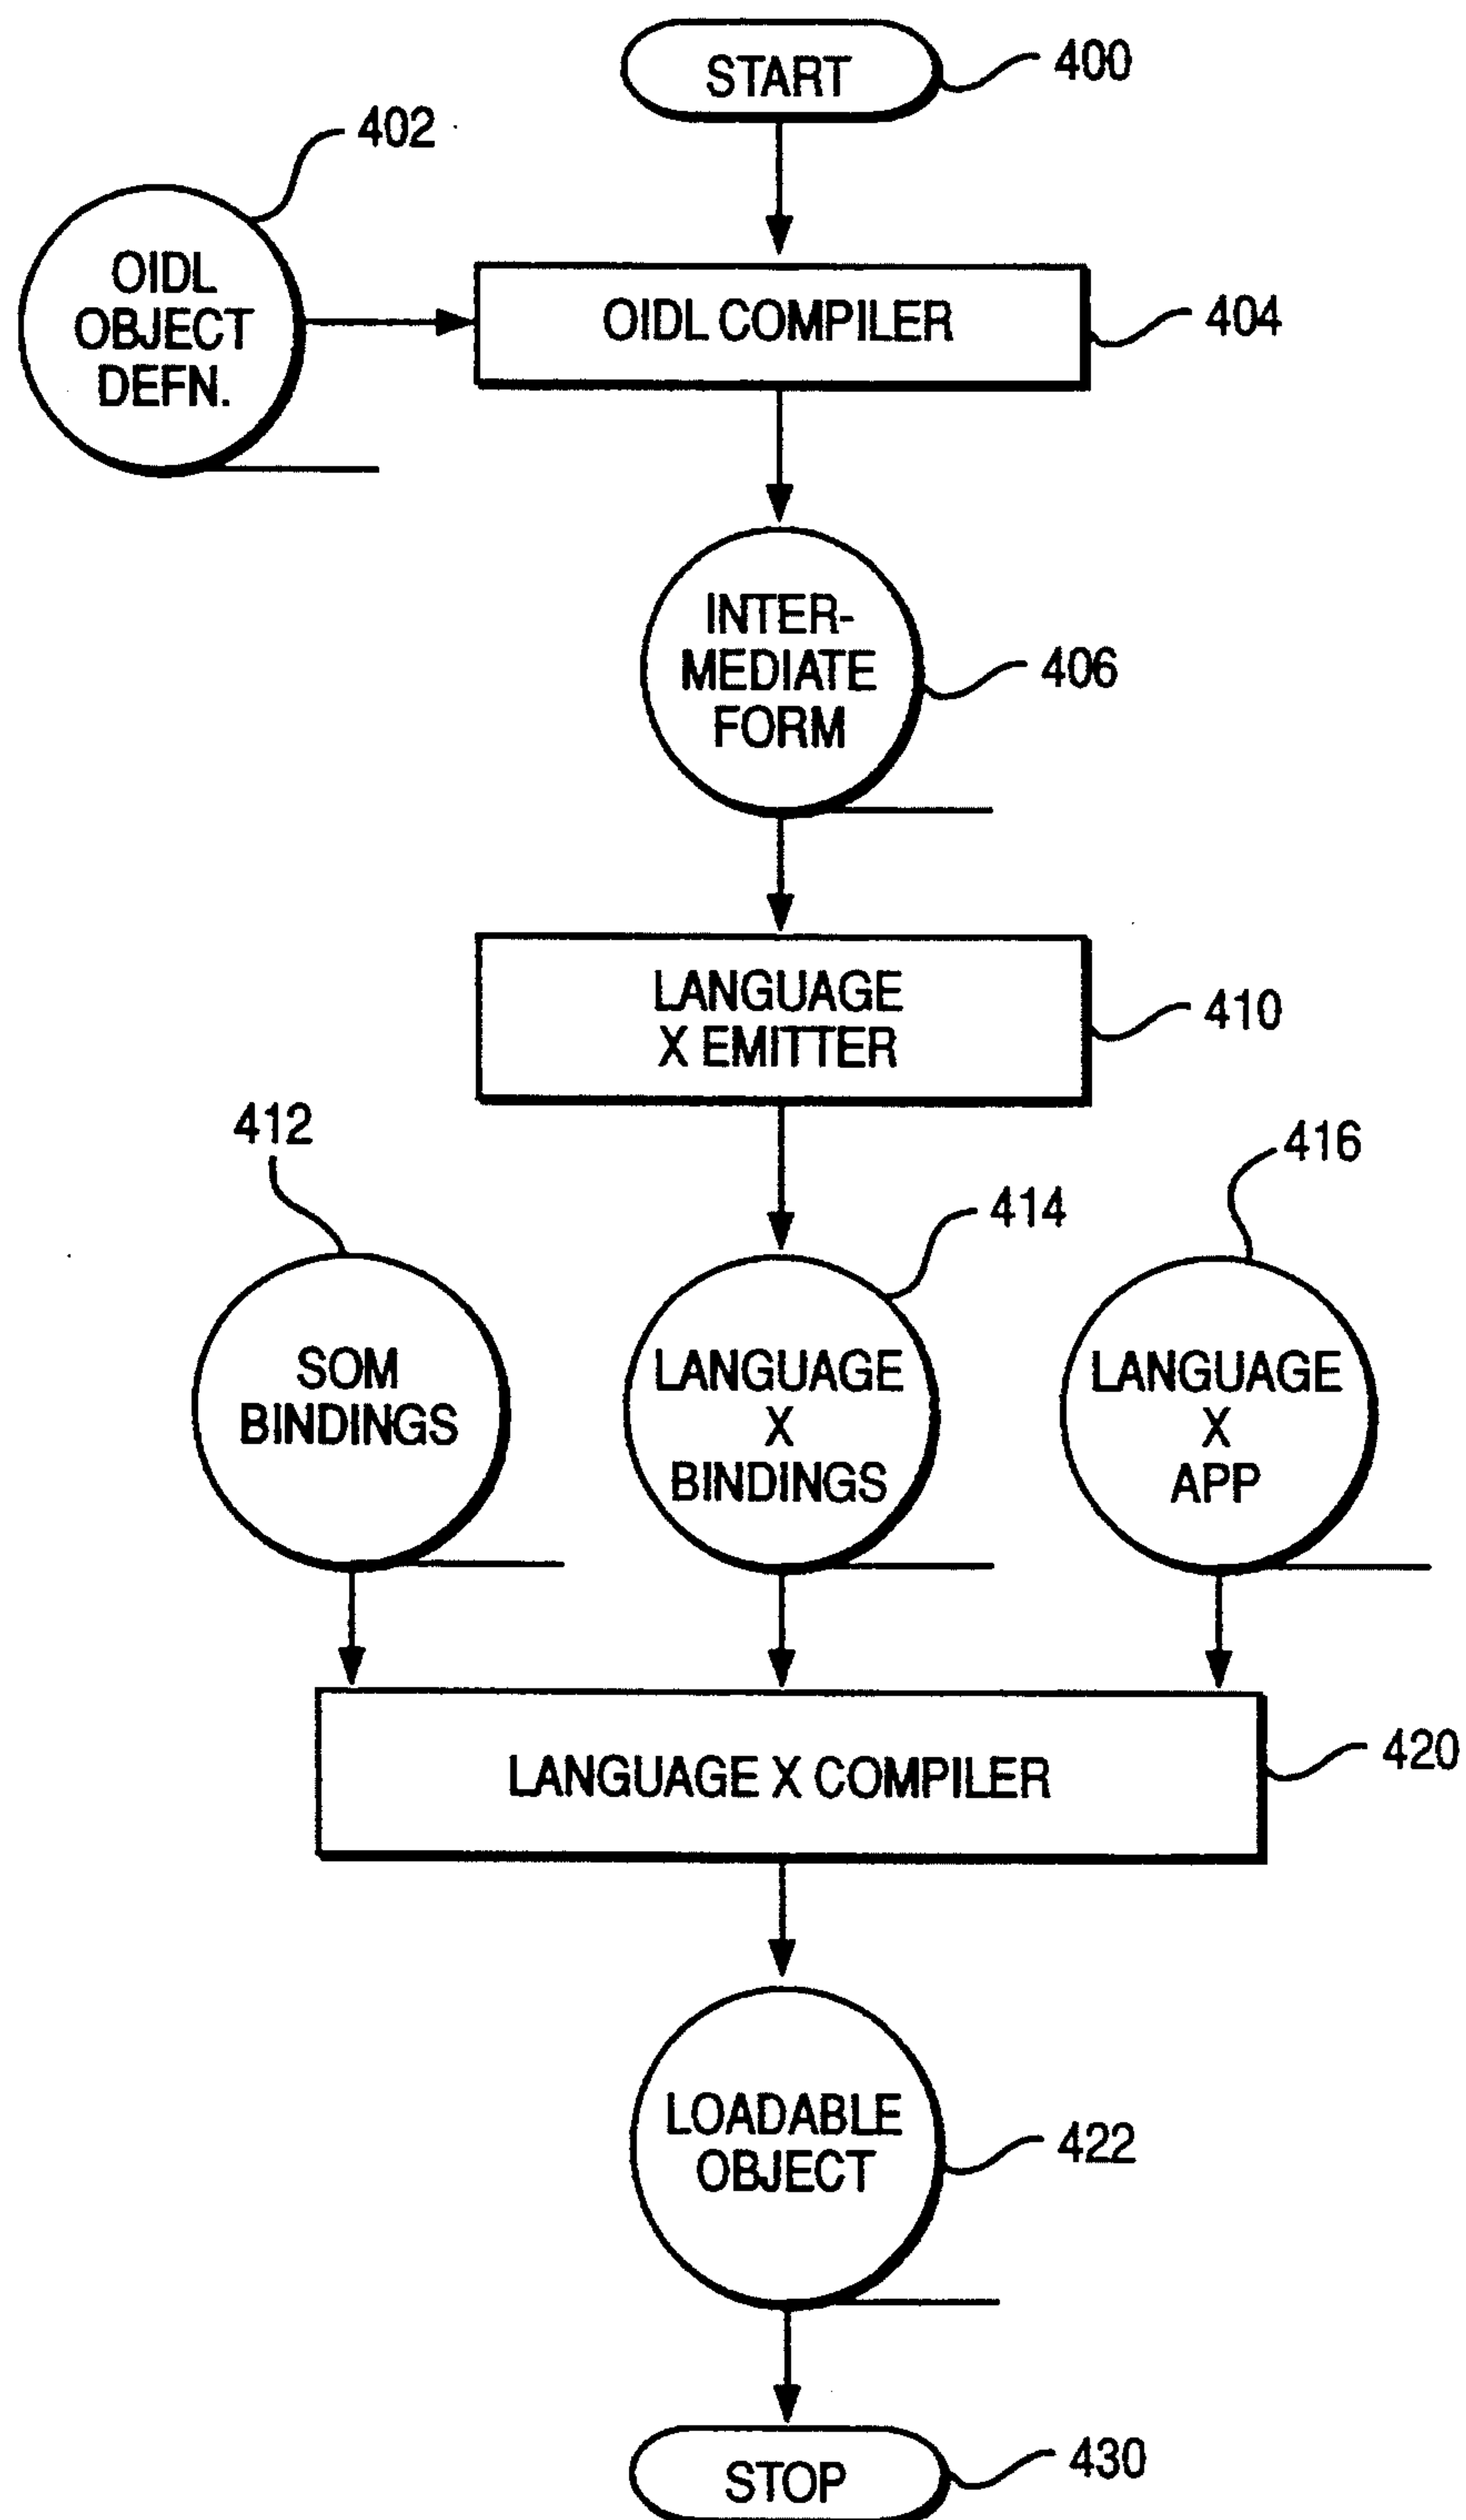 START
400
402
OIDL
OBJECT
DEFN.
OIDL COMPILER
404
INTER-
MEDIATE
FORM
406
LANGUAGE
X EMITTER
410
412
414
416
SOM
BINDINGS
LANGUAGE
X
BINDINGS
LANGUAGE
X
APP
LANGUAGE X COMPILER
420
LOADABLE
OBJECT
422
STOP
430